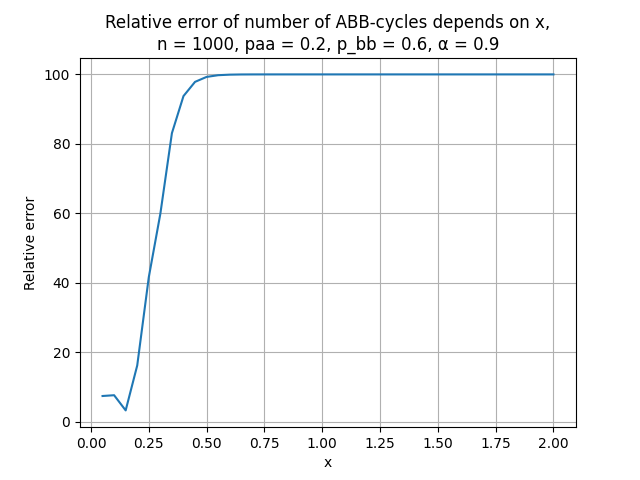 Relative error of number of ABB-cycles depends on x,
n = 1000, paa = 0.2, p_bb = 0.6, α = 0.9
Relative error
100
80
60
40
20
0
0.00 0.25 0.50 0.75 1.00 1.25 1.50 1.75 2.00
x